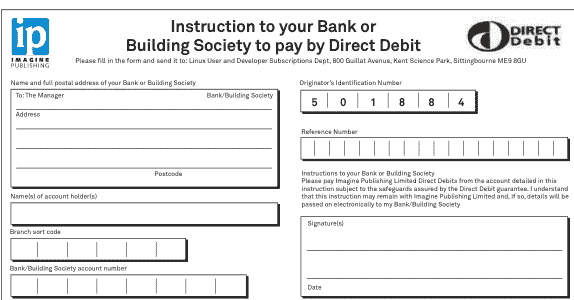 ip
IMAGINE
PUBLISHING
Instruction to your Bank or
Building Society to pay by Direct Debit
DIRECT
Debit
Please fill in the form and send it to: Linux User and Developer Subscriptions Dept, 800 Guillat Avenue, Kent Science Park, Sittingbourne ME9 8GU
Name and full postal address of your Bank or Building Society
To: The Manager Bank/Building Society
Address
Postcode
Name(s) of account holder(s)
Branch sort code
Bank/Building Society account number
Originator's Identification Number
5 0 1 8 8 4
Reference Number
Instructions to your Bank or Building Society
Please pay Imagine Publishing Limited Direct Debits from the account detailed in this
instruction subject to the safeguards assured by the Direct Debit guarantee. I understand
that this instruction may remain with Imagine Publishing Limited and, if so, details will be
passed on electronically to my Bank/Building Society
Signature(s)
Date